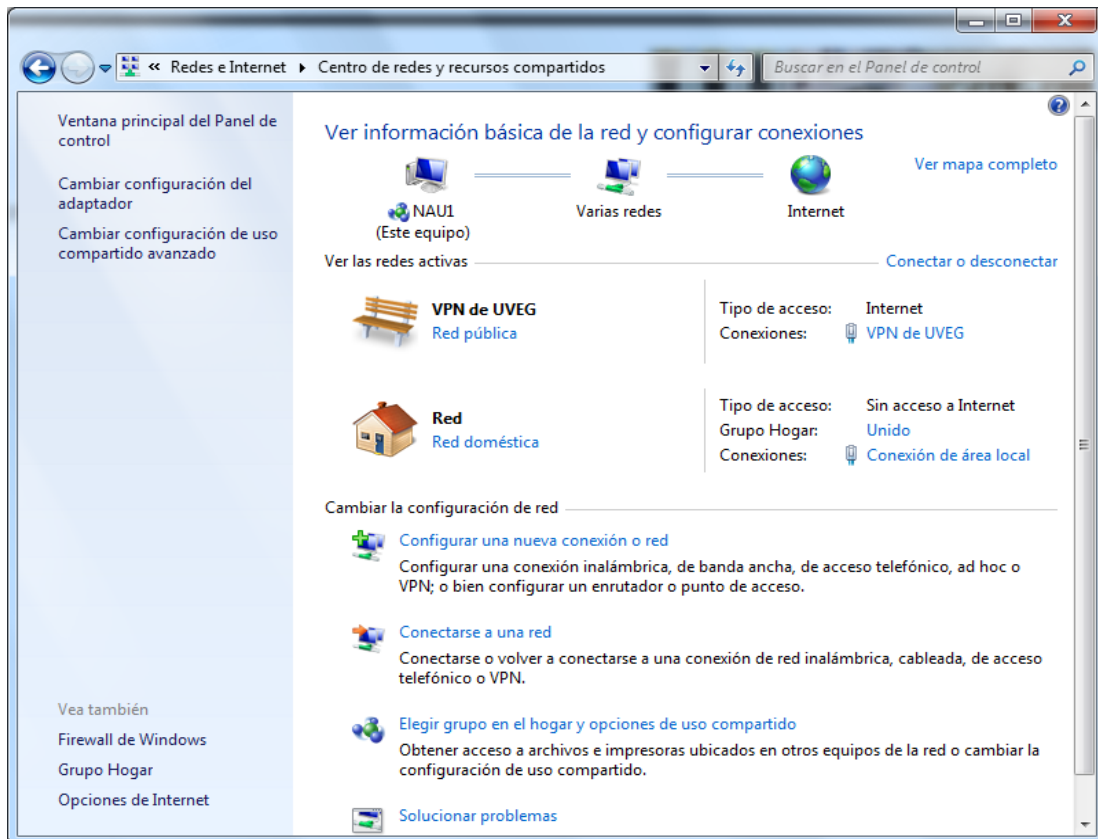 « Redes e Internet ▸ Centro de redes y recursos compartidos
Buscar en el Panel de control
Ventana principal del Panel de
control
Cambiar configuración del
adaptador
Cambiar configuración de uso
compartido avanzado
Vea también
Firewall de Windows
Grupo Hogar
Opciones de Internet
Ver información básica de la red y configurar conexiones
Ver mapa completo
NAU1
(Este equipo)
Varias redes
Internet
Ver las redes activas
Conectar o desconectar
VPN de UVEG
Red pública
Tipo de acceso: Internet
Conexiones: VPN de UVEG
Red
Red doméstica
Tipo de acceso: Sin acceso a Internet
Grupo Hogar: Unido
Conexiones: Conexión de área local
Cambiar la configuración de red
Configurar una nueva conexión o red
Configurar una conexión inalámbrica, de banda ancha, de acceso telefónico, ad hoc o
VPN; o bien configurar un enrutador o punto de acceso.
Conectarse a una red
Conectarse o volver a conectarse a una conexión de red inalámbrica, cableada, de acceso
telefónico o VPN.
Elegir grupo en el hogar y opciones de uso compartido
Obtener acceso a archivos e impresoras ubicados en otros equipos de la red o cambiar la
configuración de uso compartido.
Solucionar problemas